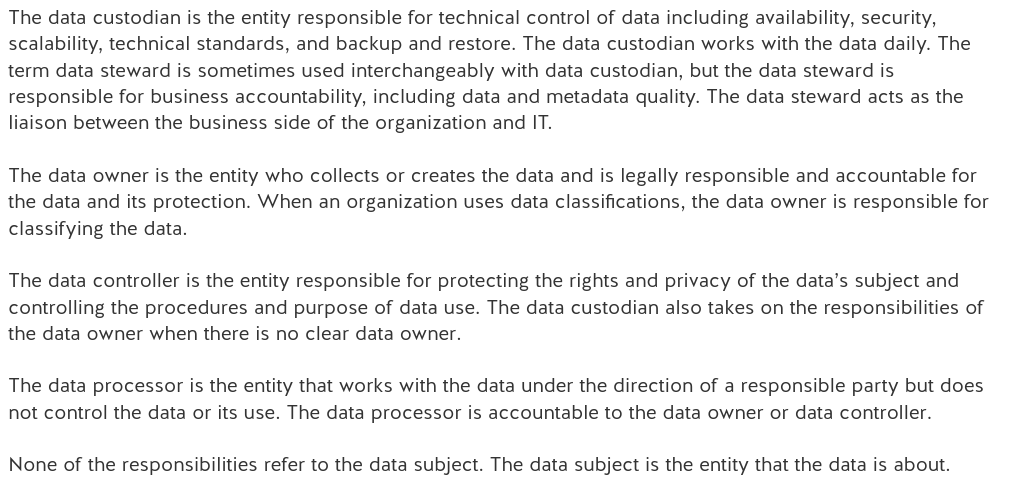 The data custodian is the entity responsible for technical control of data including availability, security,
scalability, technical standards, and backup and restore. The data custodian works with the data daily. The
term data steward is sometimes used interchangeably with data custodian, but the data steward is
responsible for business accountability, including data and metadata quality. The data steward acts as the
liaison between the business side of the organization and IT.
The data owner is the entity who collects or creates the data and is legally responsible and accountable for
the data and its protection. When an organization uses data classifications, the data owner is responsible for
classifying the data.
The data controller is the entity responsible for protecting the rights and privacy of the data’s subject and
controlling the procedures and purpose of data use. The data custodian also takes on the responsibilities of
the data owner when there is no clear data owner.
The data processor is the entity that works with the data under the direction of a responsible party but does
not control the data or its use. The data processor is accountable to the data owner or data controller.
None of the responsibilities refer to the data subject. The data subject is the entity that the data is about.